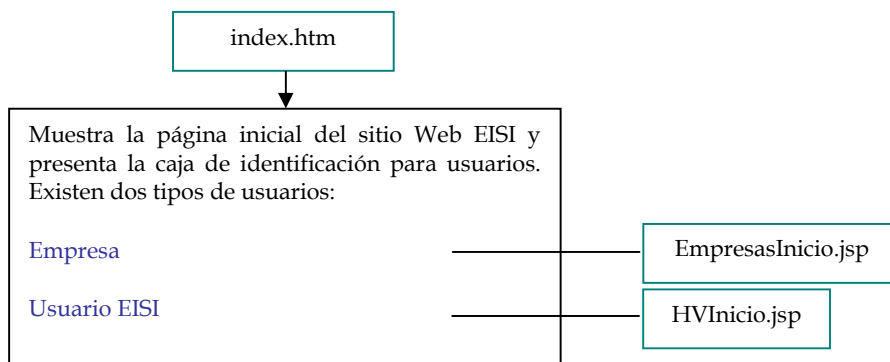 index.htm
Muestra la página inicial del sitio Web EISI y
presenta la caja de identificación para usuarios.
Existen dos tipos de usuarios:
Empresa
EmpresasInicio.jsp
Usuario EISI
HVInicio.jsp